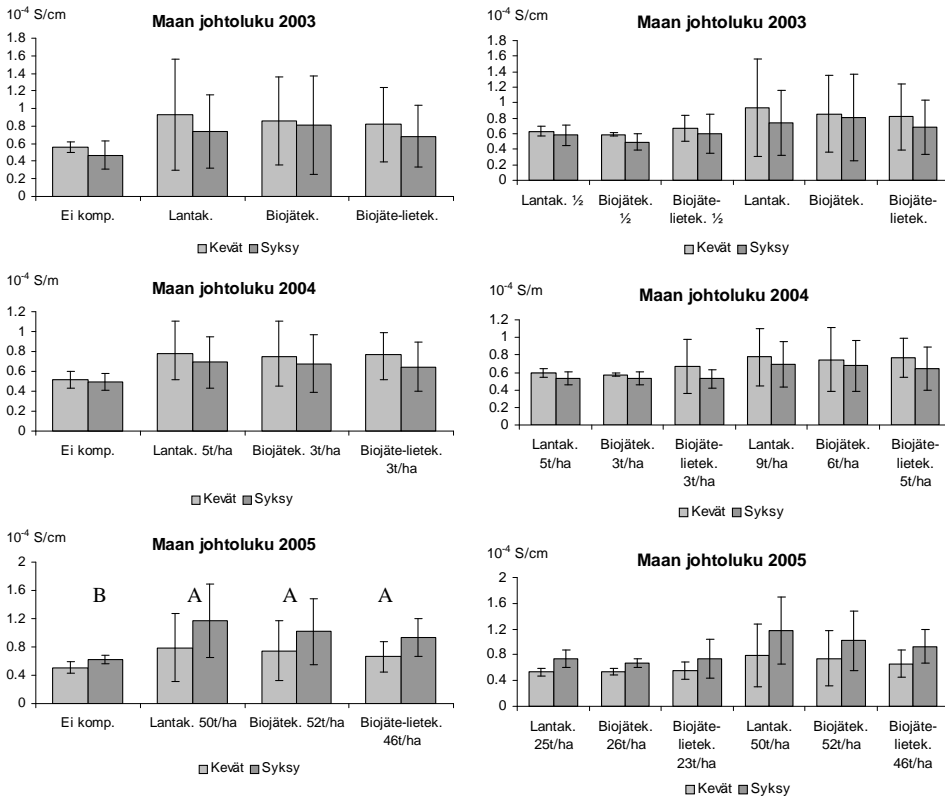 10⁻⁴ S/cm
Maan johtoluku 2003
1.8
1.6
1.4
1.2
1
0.8
0.6
0.4
0.2
0
Ei komp. Lantak. Biojätek. Biojäte-lietek.
Kevät Syksy
10⁻⁴ S/cm
Maan johtoluku 2003
1.8
1.6
1.4
1.2
1
0.8
0.6
0.4
0.2
0
Lantak. ½ Biojätek. Biojäte- Lantak. Biojätek. Biojäte-
½ lietek. ½ lietek.
Kevät Syksy
10⁻⁴ S/m
Maan johtoluku 2004
1.2
1
0.8
0.6
0.4
0.2
0
Ei komp. Lantak. 5t/ha Biojätek. 3t/ha Biojäte-lietek.
3t/ha
Kevät Syksy
10⁻⁴ S/m
Maan johtoluku 2004
1.2
1
0.8
0.6
0.4
0.2
0
Lantak. Biojätek. Biojäte- Lantak. Biojätek. Biojäte-
5t/ha 3t/ha lietek. 9t/ha 6t/ha lietek.
3t/ha 5t/ha
Kevät Syksy
10⁻⁴ S/cm
Maan johtoluku 2005
2
1.6
1.2
0.8
0.4
0
B A A A
Ei komp. Lantak. 50t/ha Biojätek. 52t/ha Biojäte-lietek.
46t/ha
Kevät Syksy
10⁻⁴ S/cm
Maan johtoluku 2005
2
1.6
1.2
0.8
0.4
0
Lantak. Biojätek. Biojäte- Lantak. Biojätek. Biojäte-
25t/ha 26t/ha lietek. 50t/ha 52t/ha lietek.
23t/ha 46t/ha
Kevät Syksy